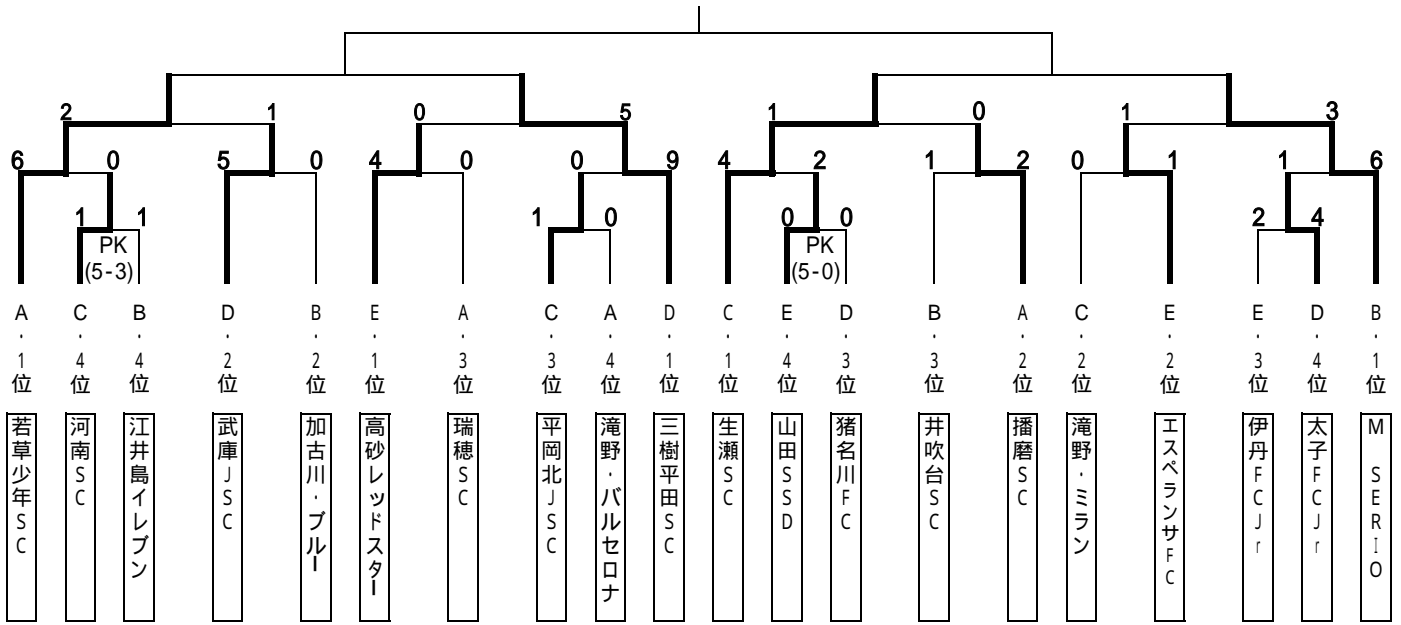 2 1 0 5 1 0 1 3
6 0 5 0 4 0 0 9 4 2 1 2 0 1 1 6
1 1 1 0 0 0 2 4
PK PK
(5-3) (5-0)
A・1位 若草少年SC
C・4位 河南SC
B・4位 江井島イレブン
D・2位 武庫JSC
B・2位 加古川・ブルー
E・1位 高砂レッドスター
A・3位 瑞穂SC
C・3位 平岡北JSC
A・4位 滝野・バルセロナ
D・1位 三樹平田SC
C・1位 生瀬SC
E・4位 山田SSD
D・3位 猪名川FC
B・3位 井吹台SC
A・2位 播磨SC
C・2位 滝野・ミラン
E・2位 エスペランサFC
E・3位 伊丹FCJr
D・4位 太子FCJr
B・1位 M SERIO